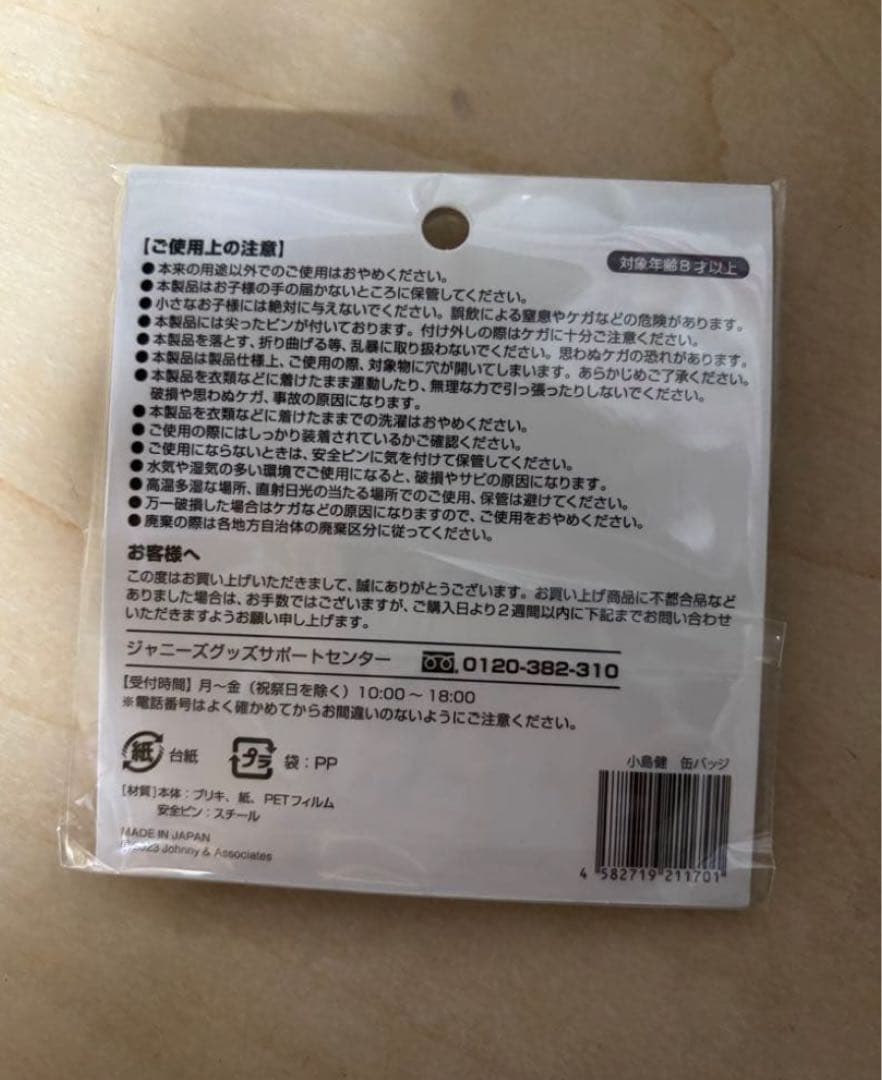 【ご使用上の注意】
対象年齢8才以上
●本来の用途以外でのご使用はおやめください。
●本製品はお子様の手の届かないところに保管してください。
●小さなお子様には絶対に与えないでください。誤飲による窒息やケガなどの危険があります。
●本製品には尖ったピンが付いております。付け外しの際はケガに十分ご注意ください。
●本製品を落とす、折り曲げる等、乱暴に取り扱わないでください。思わぬケガの恐れがあります。
●本製品は製品仕様上、ご使用の際、対象物に穴が開いてしまいます。あらかじめご了承ください。
●本製品を衣類などに着けたまま運動したり、無理な力で引っ張ったりしないでください。
破損や思わぬケガ、事故の原因になります。
●本製品を衣類などに着けたままでの洗濯はおやめください。
●ご使用の際にはしっかり装着されているかご確認ください。
●ご使用にならないときは、安全ピンに気を付けて保管してください。
●水気や湿気の多い環境でご使用になると、破損やサビの原因になります。
●高温多湿な場所、直射日光の当たる場所でのご使用、保管は避けてください。
●万一破損した場合はケガなどの原因になりますので、ご使用をおやめください。
●廃棄の際は各地方自治体の廃棄区分に従ってください。
お客様へ
この度はお買い上げいただきまして、誠にありがとうございます。お買い上げ商品に不都合品など
ありました場合は、お手数ではございますが、ご購入日より2週間以内に下記までお問い合わせ
いただきますようお願い申し上げます。
ジャニーズグッズサポートセンター 0120-382-310
【受付時間】月〜金（祝祭日を除く）10:00〜18:00
※電話番号はよく確かめてからお間違いのないようにご注意ください。
紙 台紙 プラ 袋：PP
[材質]本体：ブリキ、紙、PETフィルム
安全ピン：スチール
MADE IN JAPAN
©2023 Johnny & Associates
小島健 缶バッジ
4 582719 211701